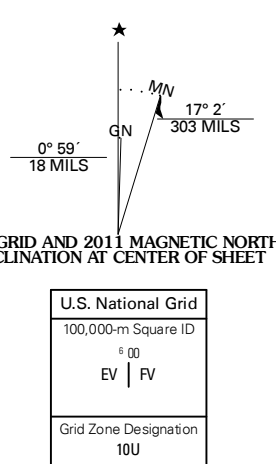 MN
GN
17° 2´
303 MILS
0° 59´
18 MILS
GRID AND 2011 MAGNETIC NORTH
CLINATION AT CENTER OF SHEET
U.S. National Grid
100,000-m Square ID
6 00
EV | FV
Grid Zone Designation
10U